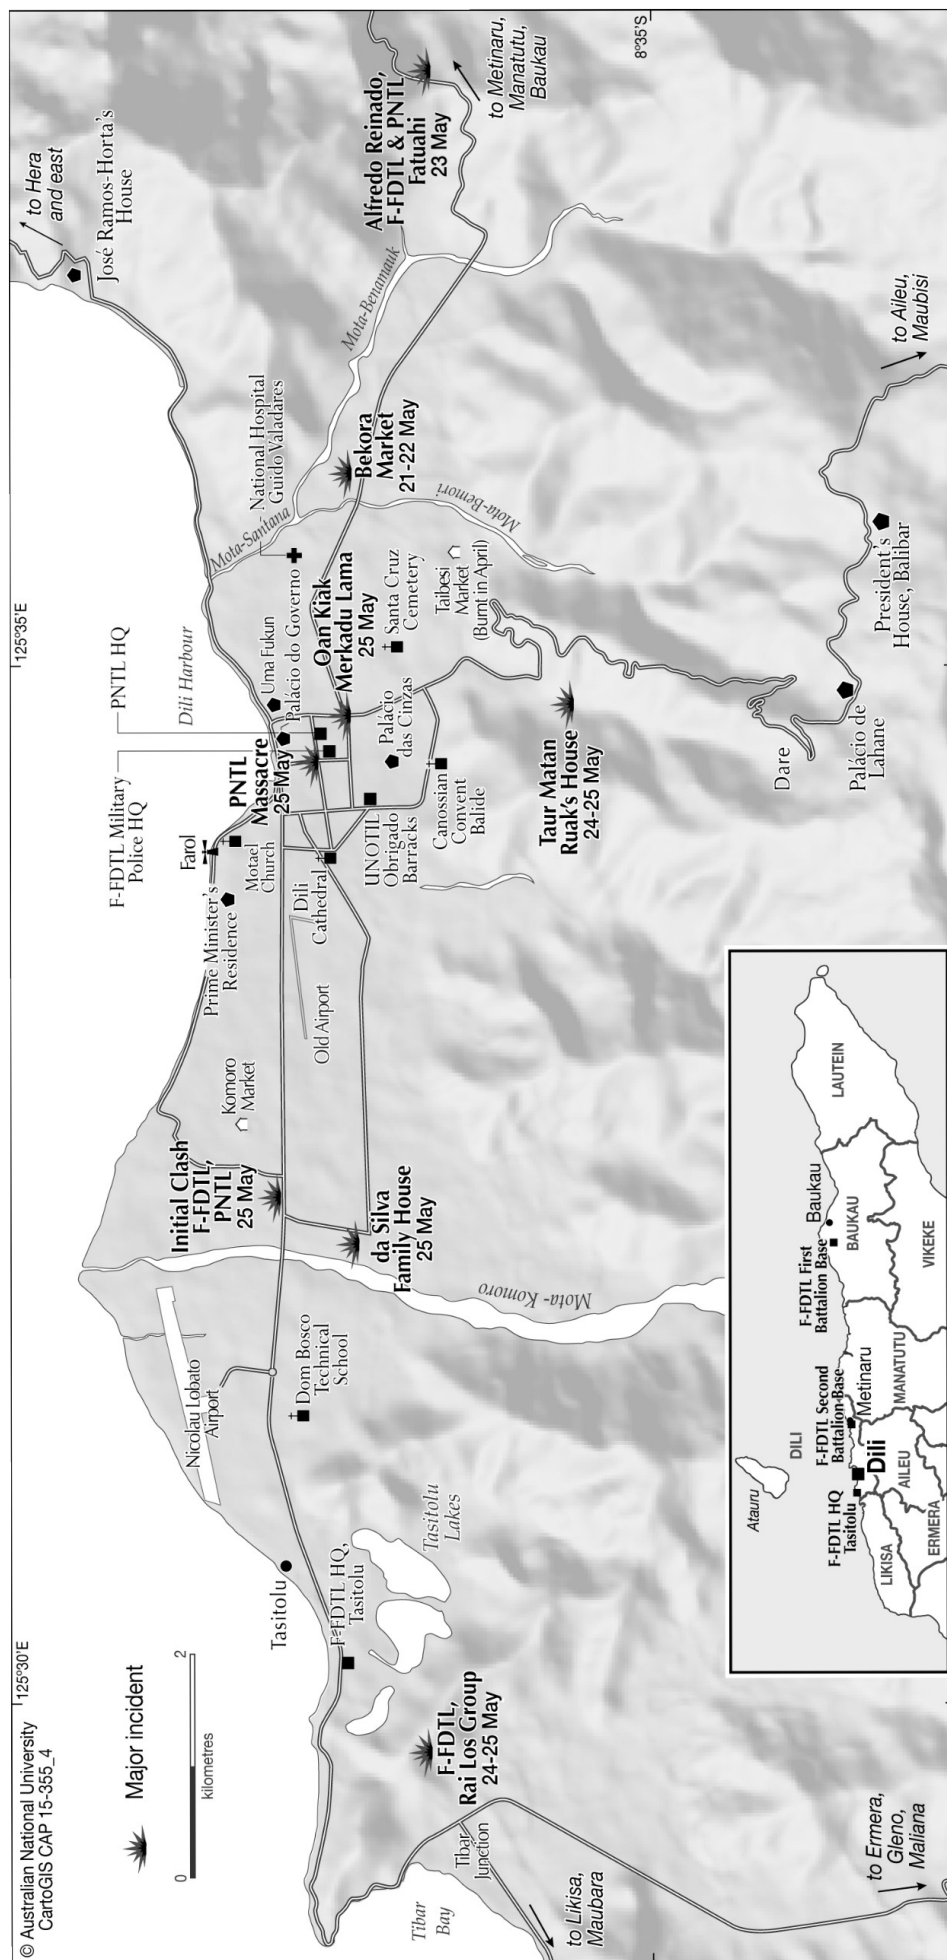 © Australian National University
CartoGIS CAP 15-355_4
125º30'E
125º35'E
8º35'S
Major incident
0
2
kilometres
Tibar
Bay
Tibar
Junction
to Likisa,
Maubara
to Ermera,
Gleno,
Maliana
F-FDTL,
Rai Los Group
24-25 May
F-FDTL HQ,
Tasitolu
Tasitolu
Tasitolu
Lakes
Nicolau Lobato
Airport
Dom Bosco
Technical
School
Mota-Komoro
Initial Clash
F-FDTL,
PNTL
25 May
da Silva
Family House
25 May
Komoro
Market
Old Airport
Prime Minister's
Residence
Farol
Motael
Church
Dili
Cathedral
F-FDTL Military
Police HQ
PNTL HQ
PNTL
Massacre
25 May
Dili Harbour
Uma Fukun
Palácio do Governo
National Hospital
Guido Valadares
Oan Kiak
Merkadu Lama
25 May
Palácio
das Cinzas
UNOTIL
Obrigado
Barracks
Canossian
Convent
Balide
Santa Cruz
Cemetery
Taibesi
Market
(Burnt in April)
Taur Matan
Ruak's House
24-25 May
Mota-Santana
Mota-Bemori
Mota-Benamauk
Bekora
Market
21-22 May
José Ramos-Horta's
House
to Hera
and east
Alfredo Reinado,
F-FDTL & PNTL
Fatuahi
23 May
to Metinaru,
Manatutu,
Baukau
Dare
Palácio de
Lahane
President's
House, Balibar
to Aileu,
Maubisi
Atauru
DILI
F-FDTL HQ
Tasitolu
Dili
F-FDTL Second
Battalion Base
Metinaru
F-FDTL First
Battalion Base
Baukau
LIKISA
ERMERA
AILEU
MANATUTU
BAUKAU
VIKEKE
LAUTEIN